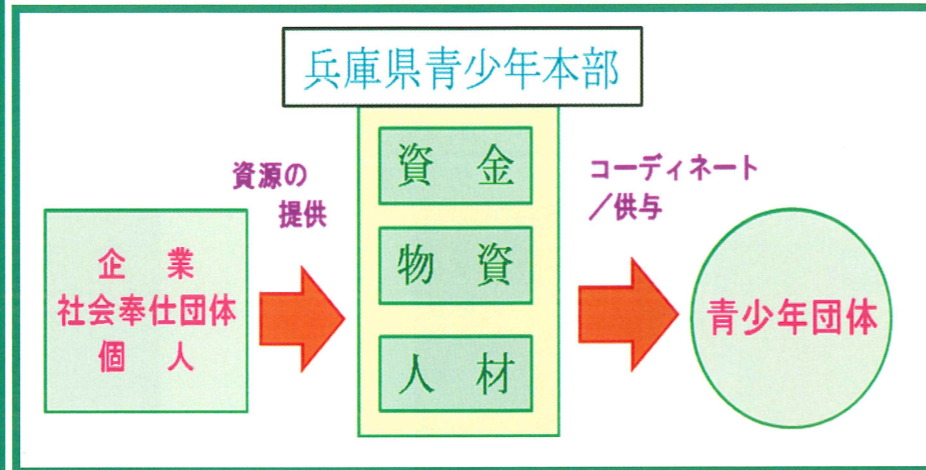 兵庫県青少年本部
資源の
提供
企　業
社会奉仕団体
個　人
資　金
物　資
人　材
コーディネート
／供与
青少年団体